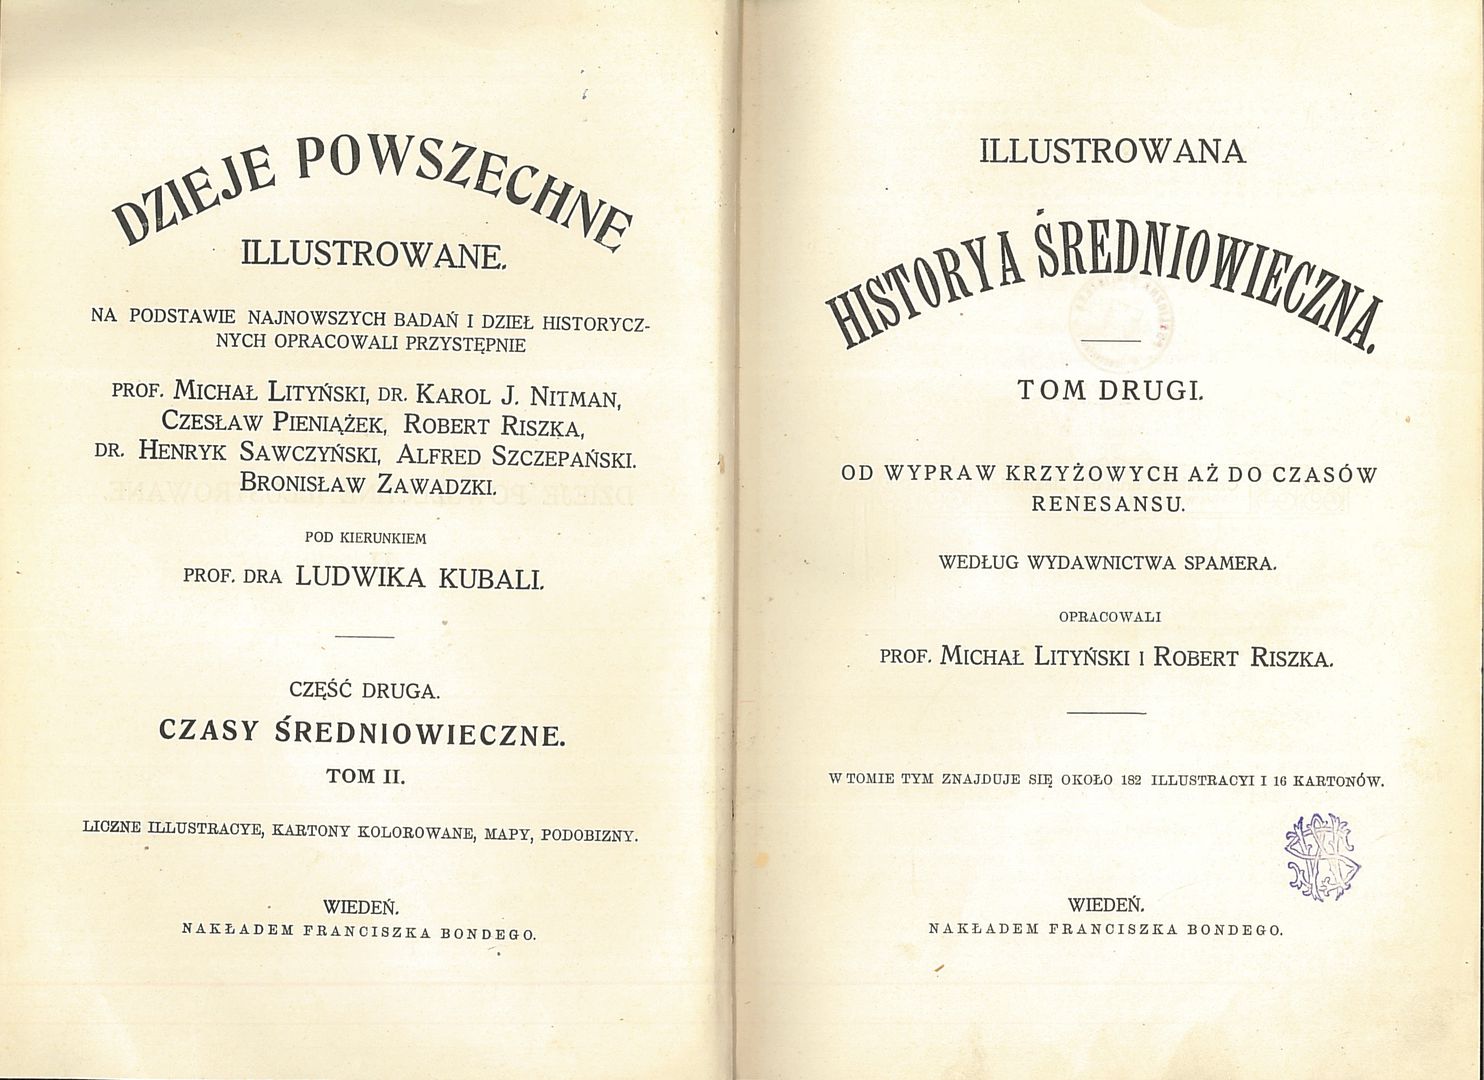 DZIEJE POWSZECHNE
ILLUSTROWANE.
NA PODSTAWIE NAJNOWSZYCH BADAŃ I DZIEŁ HISTORYCZ-
NYCH OPRACOWALI PRZYSTĘPNIE
PROF. MICHAŁ LITYŃSKI, DR. KAROL J. NITMAN,
CZESŁAW PIENIĄŻEK, ROBERT RISZKA,
DR. HENRYK SAWCZYŃSKI, ALFRED SZCZEPAŃSKI.
BRONISŁAW ZAWADZKI.
POD KIERUNKIEM
PROF. DRA LUDWIKA KUBALI.
CZĘŚĆ DRUGA.
CZASY ŚREDNIOWIECZNE.
TOM II.
LICZNE ILLUSTRACYE, KARTONY KOLOROWANE, MAPY, PODOBIZNY.
WIEDEŃ.
NAKŁADEM FRANCISZKA BONDEGO.
ILLUSTROWANA
HISTORYA ŚREDNIOWIECZNA.
TOM DRUGI.
OD WYPRAW KRZYŻOWYCH AŻ DO CZASÓW
RENESANSU.
WEDŁUG WYDAWNICTWA SPAMERA.
OPRACOWALI
PROF. MICHAŁ LITYŃSKI I ROBERT RISZKA.
W TOMIE TYM ZNAJDUJE SIĘ OKOŁO 182 ILLUSTRACYI I 16 KARTONÓW.
WIEDEŃ.
NAKŁADEM FRANCISZKA BONDEGO.